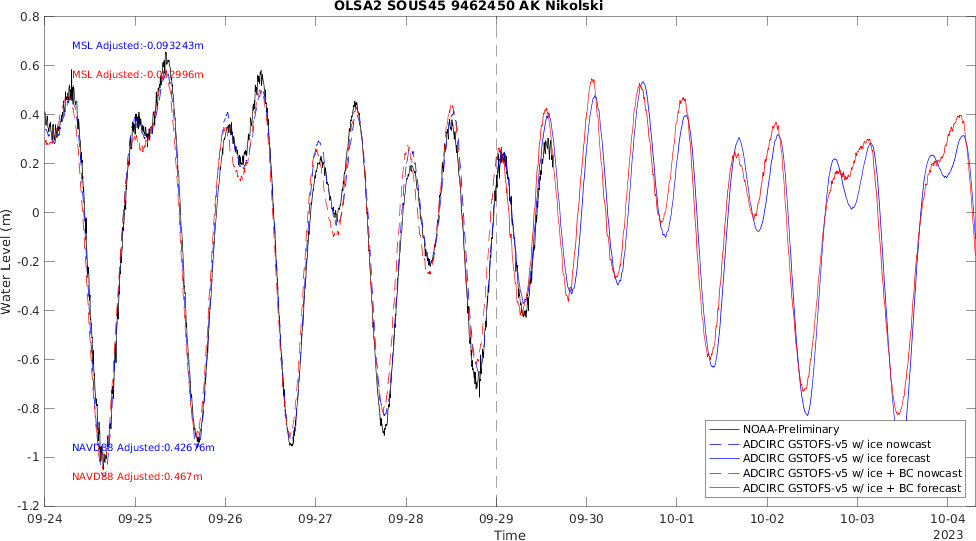 OLSA2 SOUS45 9462450 AK Nikolski
MSL Adjusted:-0.093243m
MSL Adjusted:-0.092996m
NAVD88 Adjusted:0.42676m
NAVD88 Adjusted:0.467m
Water Level (m)
0.8
0.6
0.4
0.2
0
-0.2
-0.4
-0.6
-0.8
-1
-1.2
NOAA-Preliminary
ADCIRC GSTOFS-v5 w/ ice nowcast
ADCIRC GSTOFS-v5 w/ ice forecast
ADCIRC GSTOFS-v5 w/ ice + BC nowcast
ADCIRC GSTOFS-v5 w/ ice + BC forecast
09-24 09-25 09-26 09-27 09-28 09-29 09-30 10-01 10-02 10-03 10-04
2023
Time